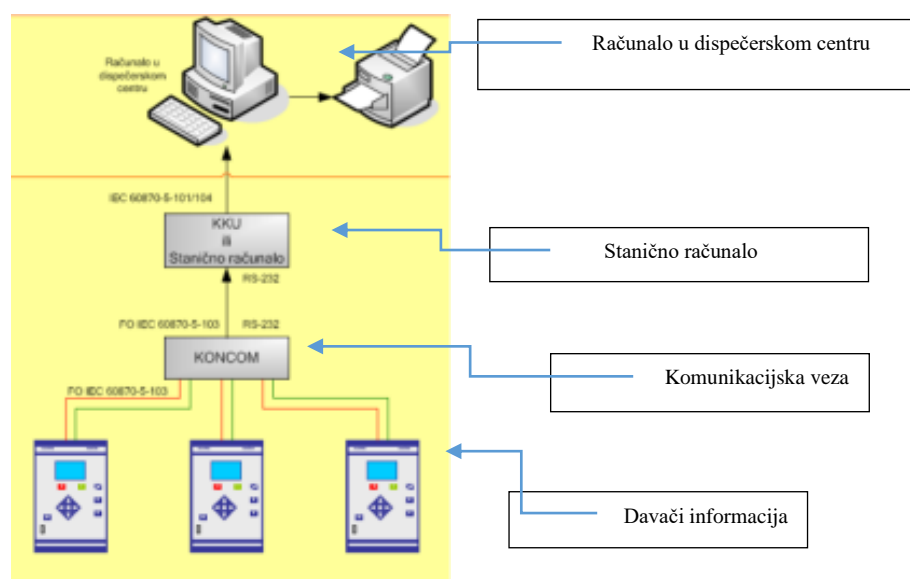 Računalo u dispečerskom centru
Računalo u
dispečerskom
centru
IEC 60870-5-101/104
KKU
ili
Stanično računalo
Stanično računalo
RS-232
FO IEC 60870-5-103
RS-232
KONCOM
Komunikacijska veza
FO IEC 60870-5-103
Davači informacija